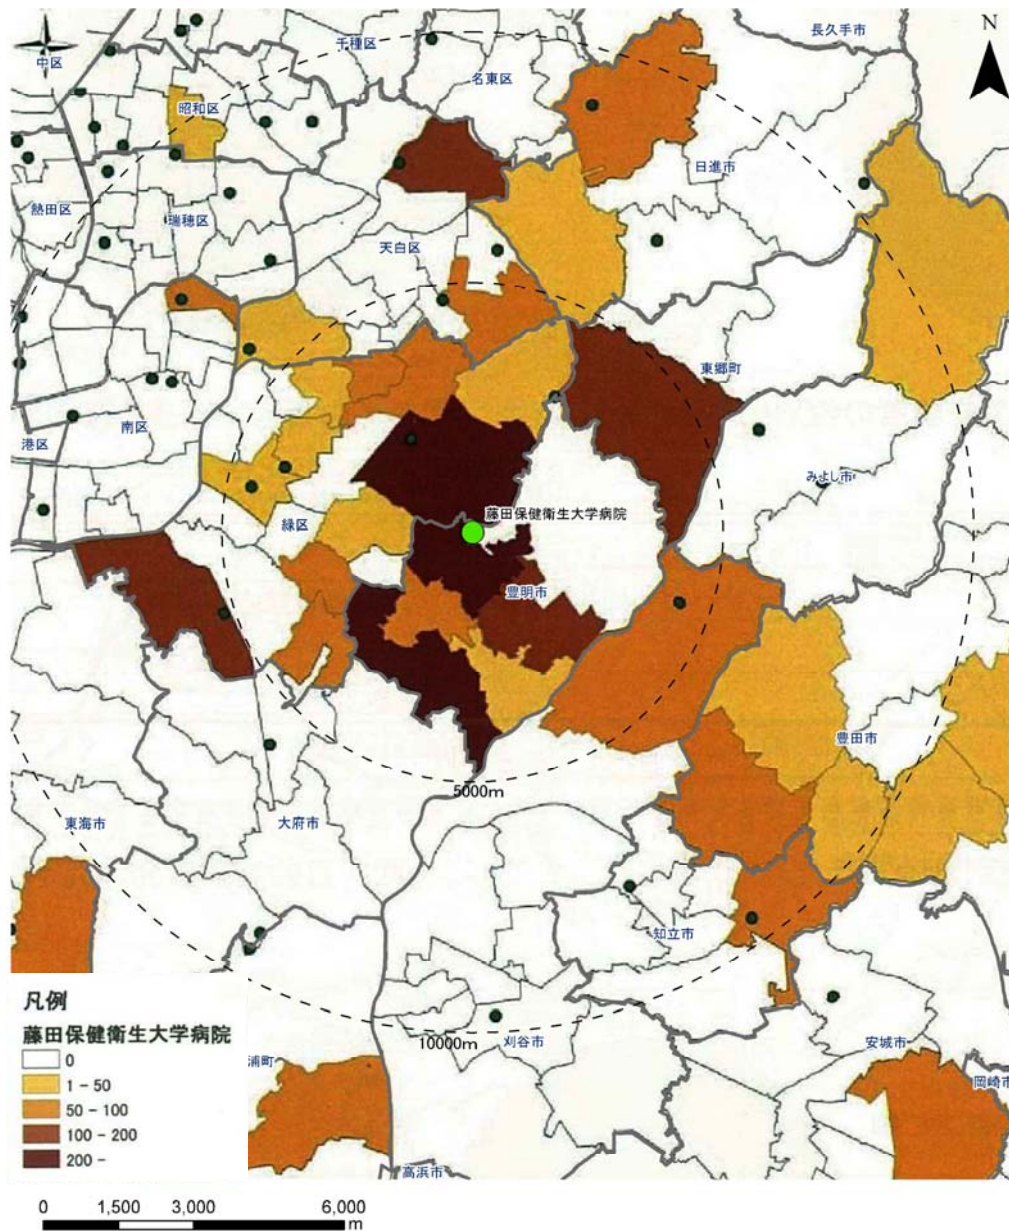 N
長久手市
千種区
中区
名東区
昭和区
日進市
熱田区
瑞穂区
天白区
東郷町
南区
港区
みよし市
藤田保健衛生大学病院
緑区
豊明市
豊田市
5000m
東海市
大府市
知立市
凡例
藤田保健衛生大学病院
0
1 - 50
50 - 100
100 - 200
200 -
10000m
刈谷市
安城市
浦町
岡崎市
高浜市
0 1,500 3,000 6,000
m